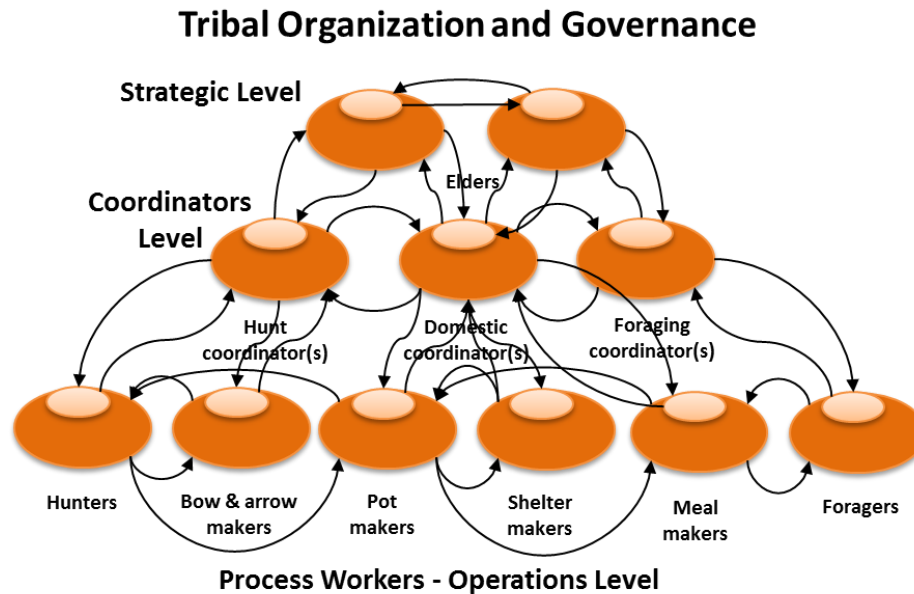 Tribal Organization and Governance
Strategic Level
Elders
Coordinators
Level
Hunt
coordinator(s)
Domestic
coordinator(s)
Foraging
coordinator(s)
Hunters
Bow & arrow
makers
Pot
makers
Shelter
makers
Meal
makers
Foragers
Process Workers - Operations Level